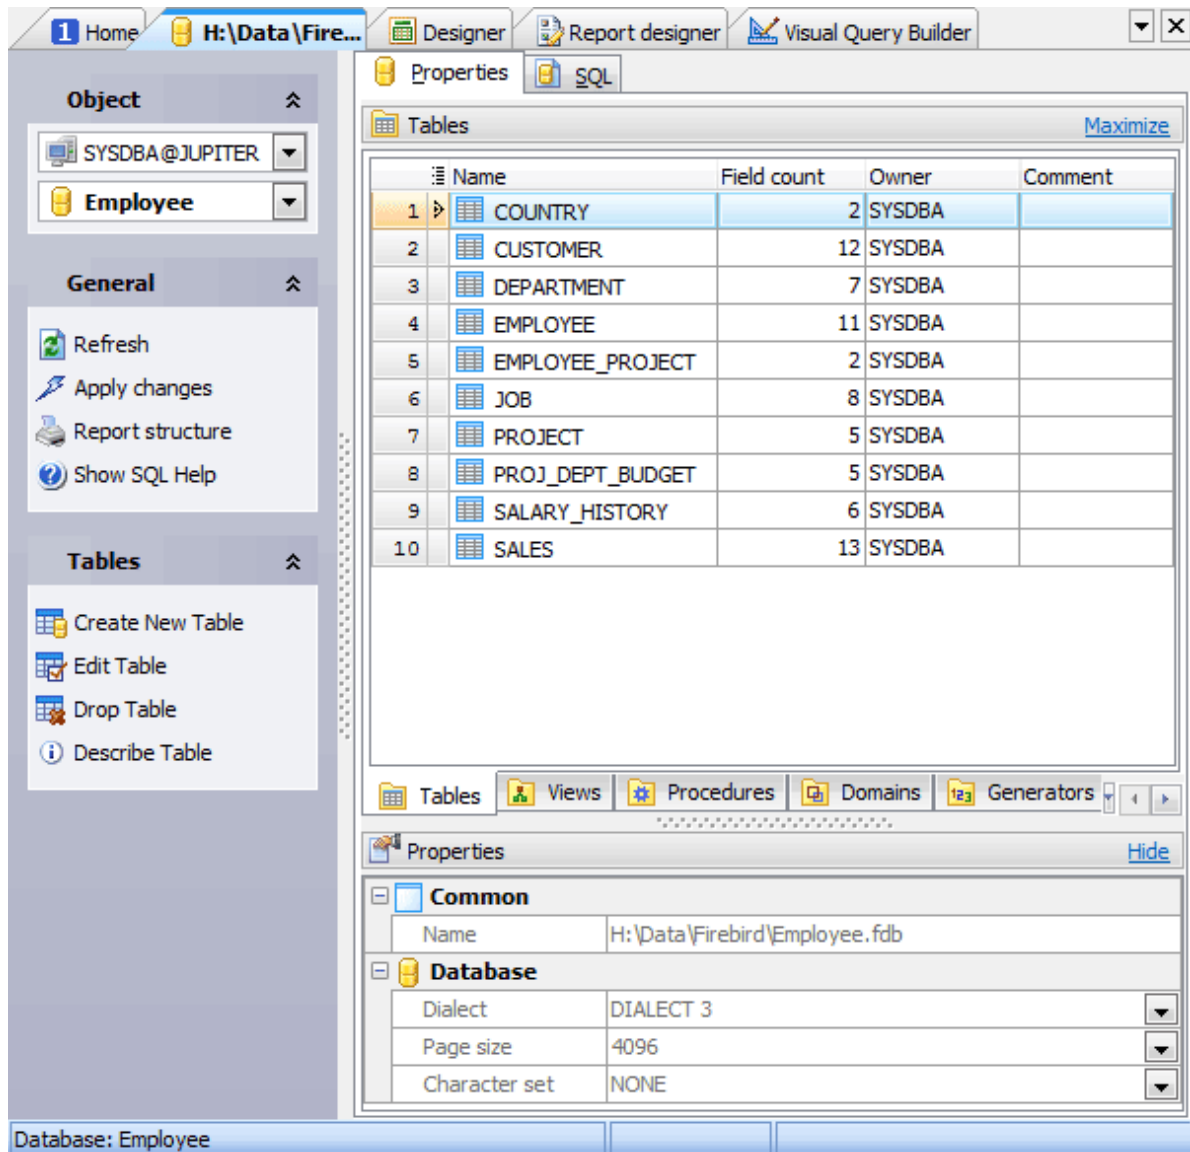 1 Home H:\Data\Fire... Designer Report designer Visual Query Builder
Properties SQL
Object
SYSDBA@JUPITER
Employee
General
Refresh
Apply changes
Report structure
Show SQL Help
Tables
Create New Table
Edit Table
Drop Table
Describe Table
Tables Maximize
Name Field count Owner Comment
1 COUNTRY 2 SYSDBA
2 CUSTOMER 12 SYSDBA
3 DEPARTMENT 7 SYSDBA
4 EMPLOYEE 11 SYSDBA
5 EMPLOYEE_PROJECT 2 SYSDBA
6 JOB 8 SYSDBA
7 PROJECT 5 SYSDBA
8 PROJ_DEPT_BUDGET 5 SYSDBA
9 SALARY_HISTORY 6 SYSDBA
10 SALES 13 SYSDBA
Tables Views Procedures Domains 123 Generators
Properties Hide
Common
Name H:\Data\Firebird\Employee.fdb
Database
Dialect DIALECT 3
Page size 4096
Character set NONE
Database: Employee